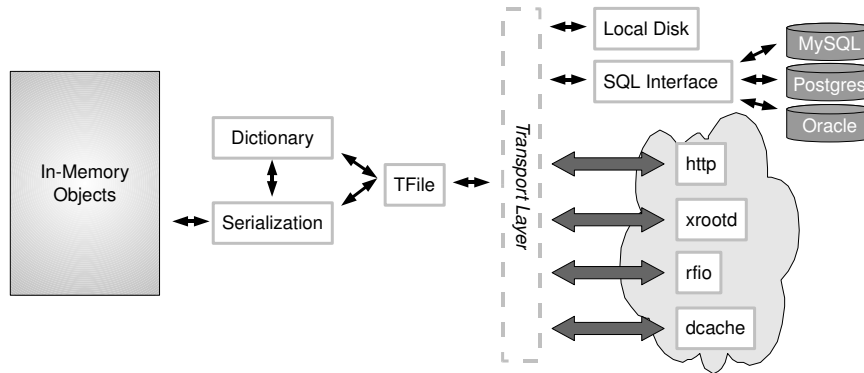 In-Memory
Objects
Dictionary
Serialization
TFile
Transport Layer
Local Disk
SQL Interface
MySQL
Postgres
Oracle
http
xrootd
rfio
dcache